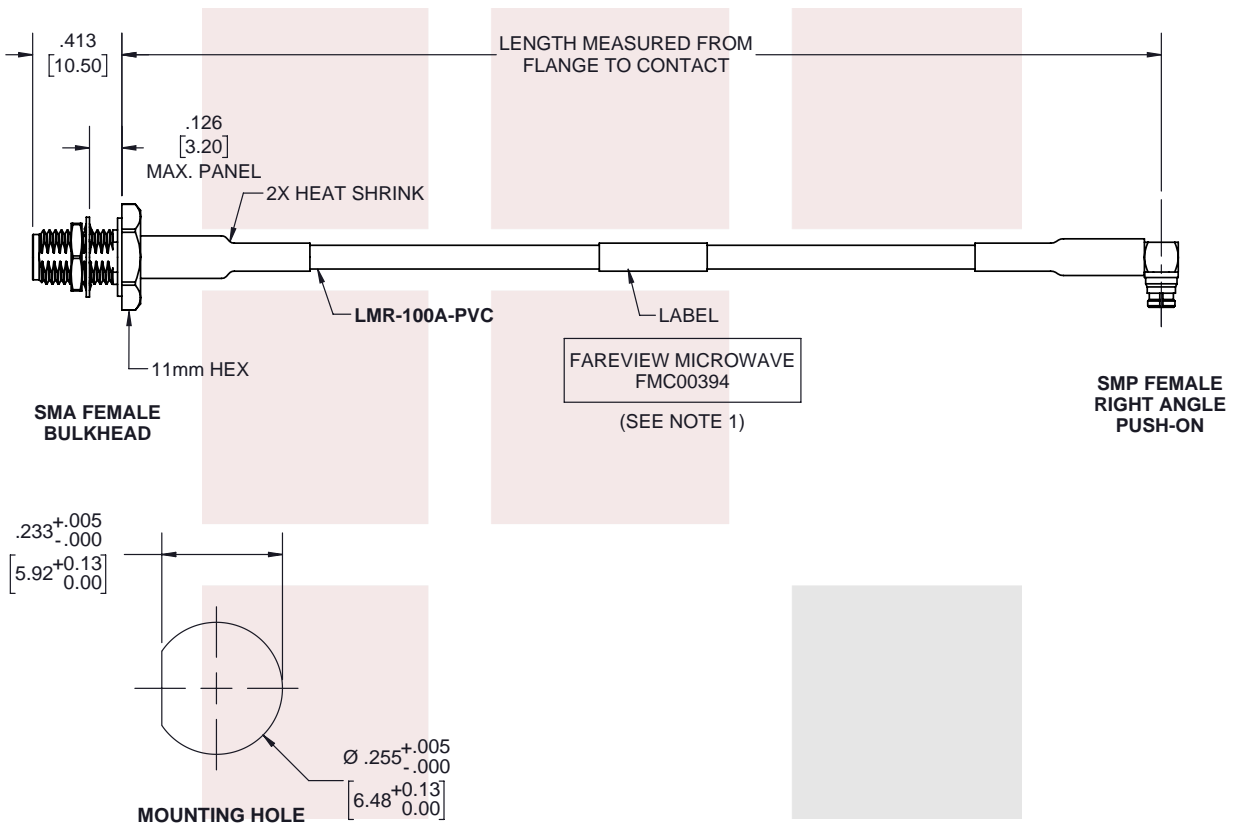 .413
[10.50]
LENGTH MEASURED FROM
FLANGE TO CONTACT
.126
[3.20]
MAX. PANEL
2X HEAT SHRINK
LMR-100A-PVC
LABEL
11mm HEX
FAREVIEW MICROWAVE
FMC00394
(SEE NOTE 1)
SMA FEMALE
BULKHEAD
SMP FEMALE
RIGHT ANGLE
PUSH-ON
.233 +.005
-.000
[5.92 +0.13
0.00]
Ø .255 +.005
-.000
[6.48 +0.13
0.00]
MOUNTING HOLE